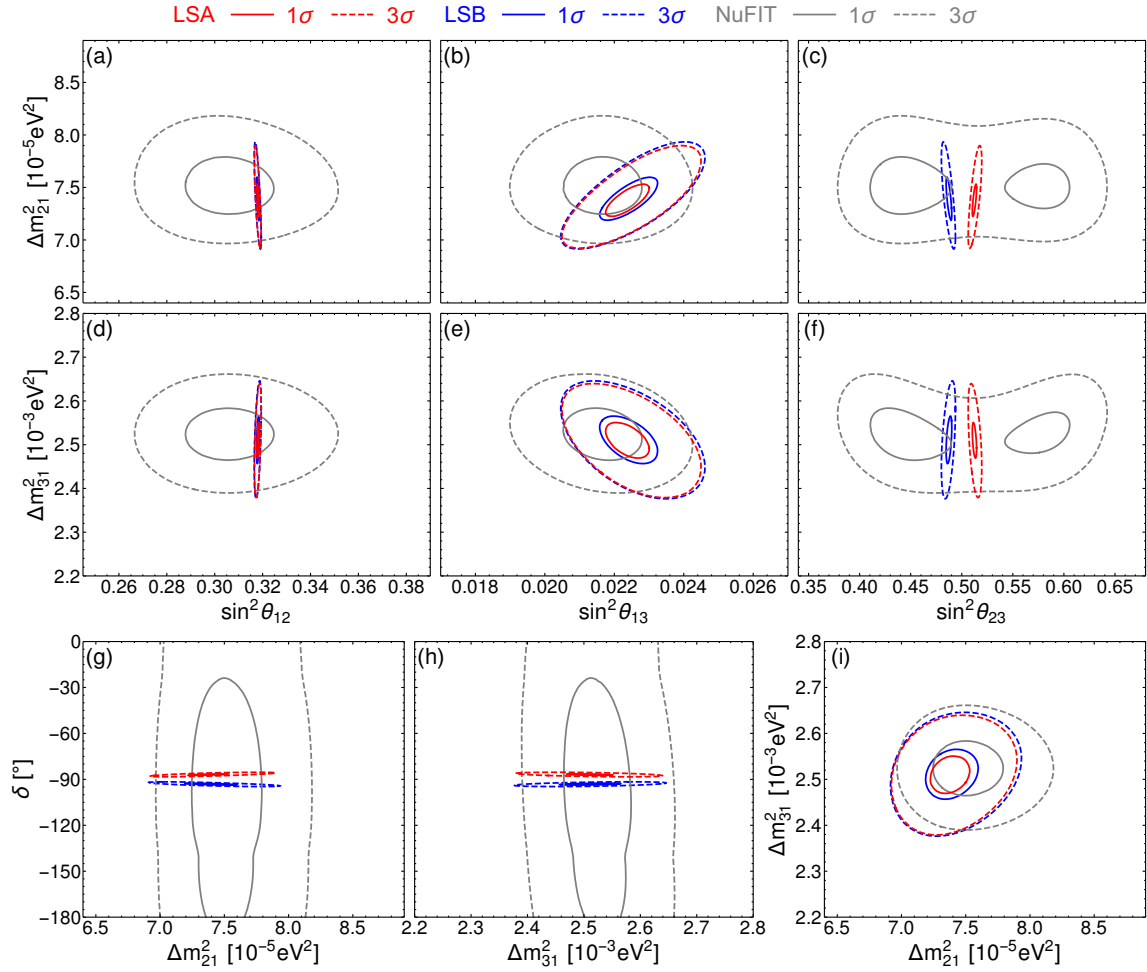 LSA 1σ 3σ LSB 1σ 3σ NuFIT 1σ 3σ
(a) (b) (c)
8.5
8.0
7.5
7.0
6.5
Δm²₂₁ [10⁻⁵eV²]
(d) (e) (f)
2.8
2.7
2.6
2.5
2.4
2.3
2.2
Δm²₃₁ [10⁻³eV²]
0.26 0.28 0.30 0.32 0.34 0.36 0.38
sin²θ₁₂
0.018 0.020 0.022 0.024 0.026
sin²θ₁₃
0.35 0.40 0.45 0.50 0.55 0.60 0.65
sin²θ₂₃
(g) (h) (i)
0
−30
−60
−90
−120
−150
−180
δ [°]
6.5 7.0 7.5 8.0 8.5
Δm²₂₁ [10⁻⁵eV²]
2.2 2.3 2.4 2.5 2.6 2.7 2.8
Δm²₃₁ [10⁻³eV²]
2.8
2.7
2.6
2.5
2.4
2.3
2.2
Δm²₃₁ [10⁻³eV²]
6.5 7.0 7.5 8.0 8.5
Δm²₂₁ [10⁻⁵eV²]